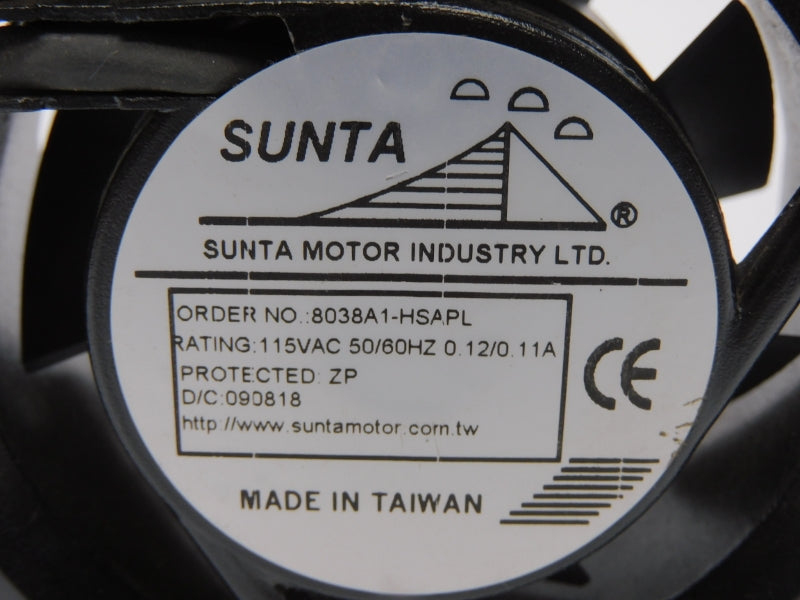 SUNTA
®
SUNTA MOTOR INDUSTRY LTD.
ORDER NO.:8038A1-HSAPL
RATING:115VAC 50/60HZ 0.12/0.11A
PROTECTED: ZP
D/C:090818
http://www.suntamotor.com.tw
CE
MADE IN TAIWAN